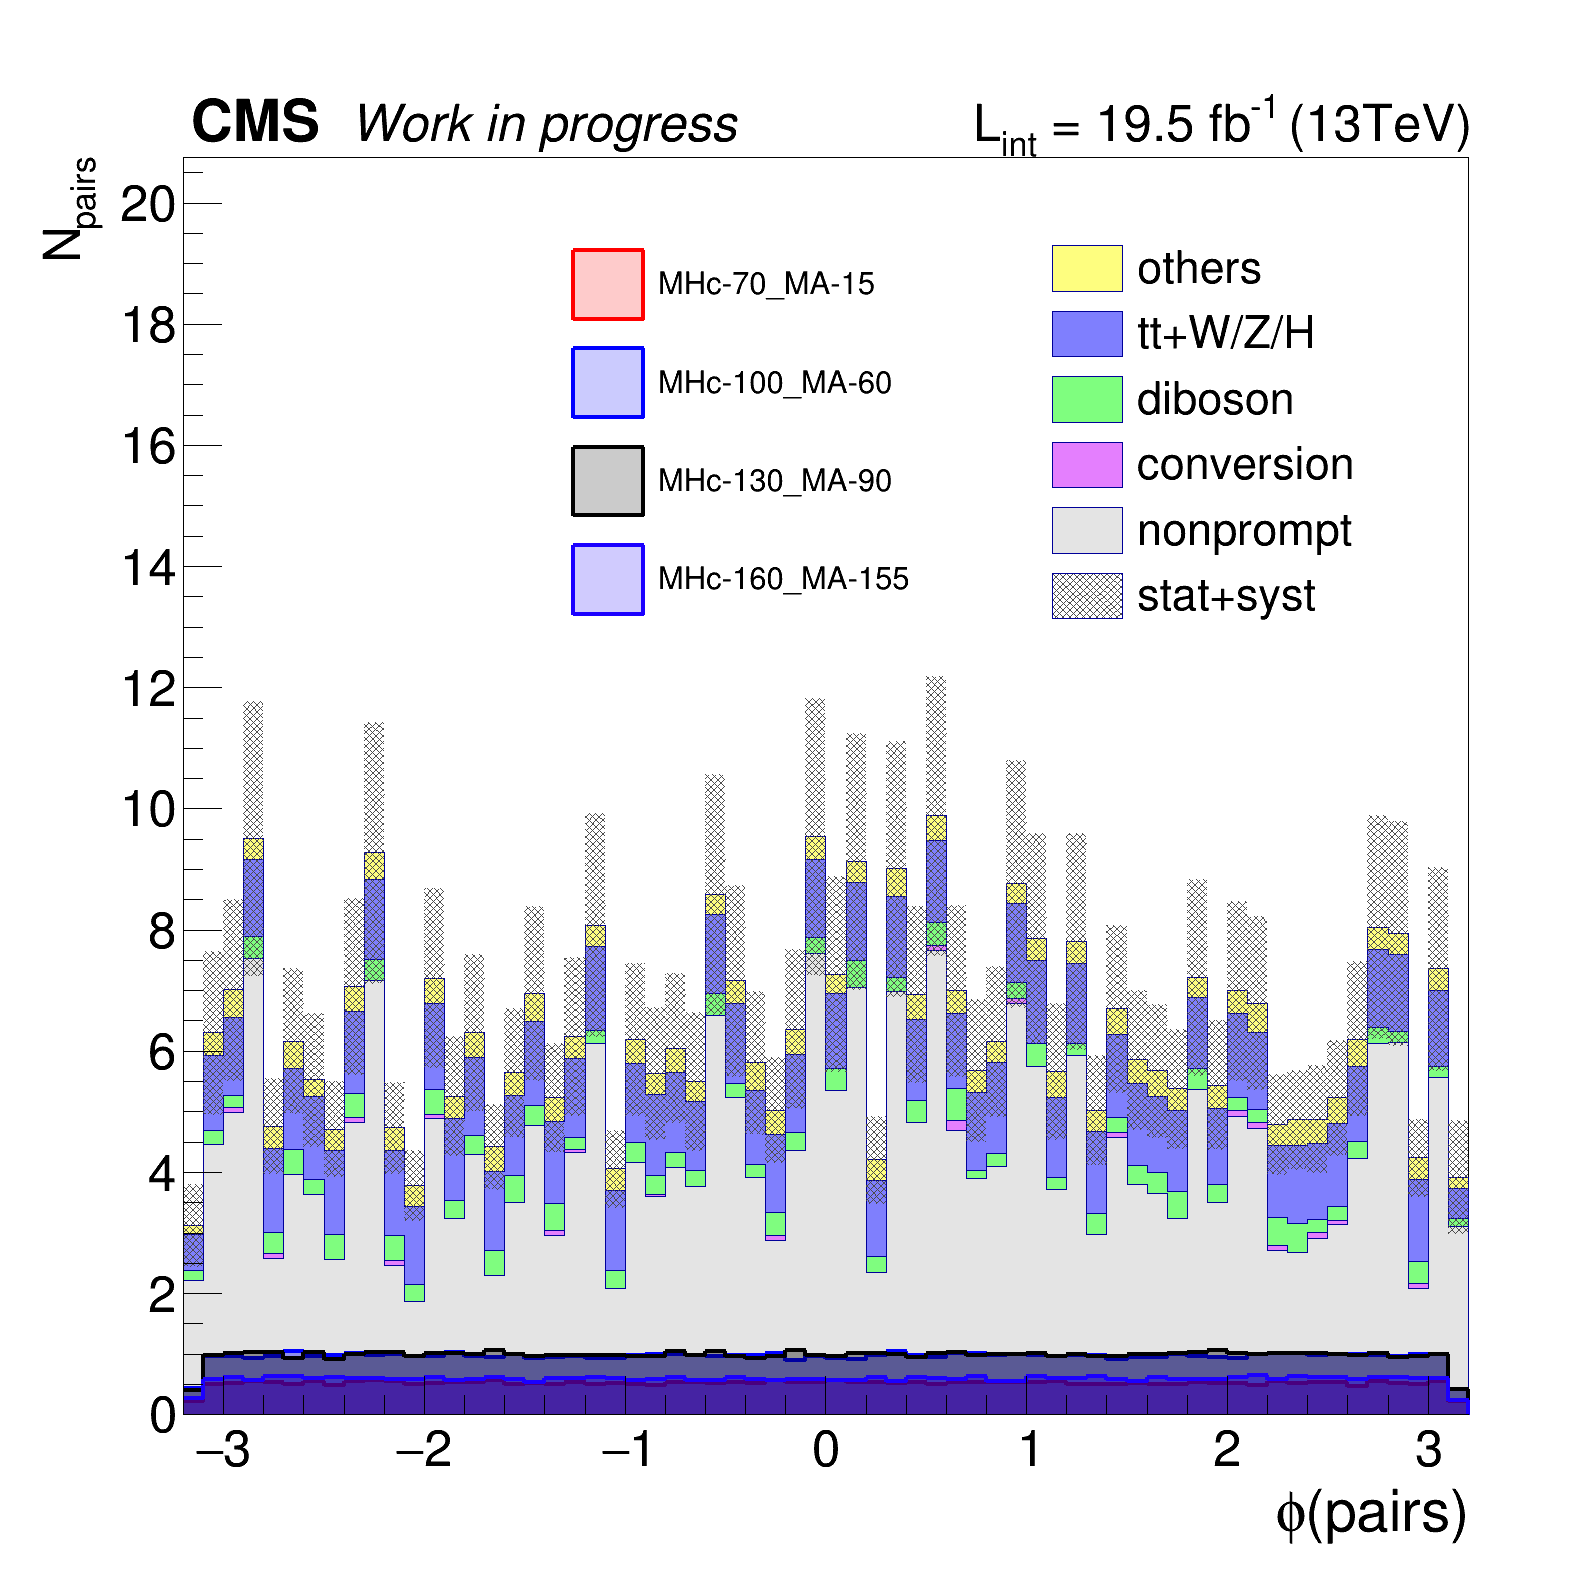 CMS Work in progress
L_int = 19.5 fb^-1 (13TeV)
N_pairs
20
18
16
14
12
10
8
6
4
2
0
MHc-70_MA-15
MHc-100_MA-60
MHc-130_MA-90
MHc-160_MA-155
others
tt+W/Z/H
diboson
conversion
nonprompt
stat+syst
−3 −2 −1 0 1 2 3
ϕ(pairs)